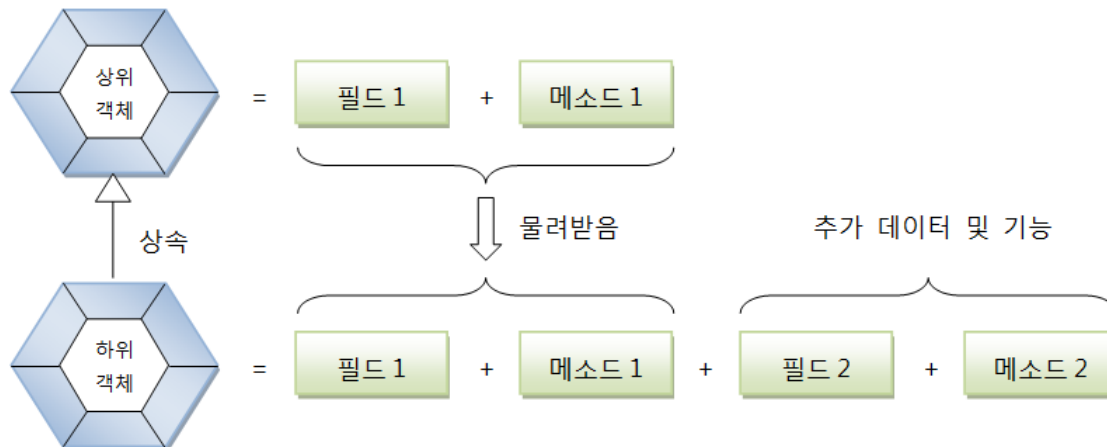 상위
객체
= 필드 1 + 메소드 1
상속
물려받음
추가 데이터 및 기능
하위
객체
= 필드 1 + 메소드 1 + 필드 2 + 메소드 2